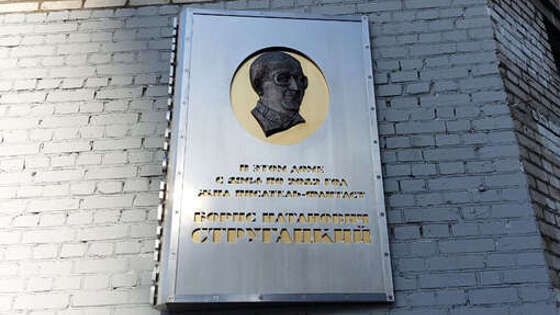 В ЭТОМ ДОМЕ
С 1964 ПО 2012 ГОД
ЖИЛ ПИСАТЕЛЬ-ФАНТАСТ
БОРИС НАТАНОВИЧ
СТРУГАЦКИЙ